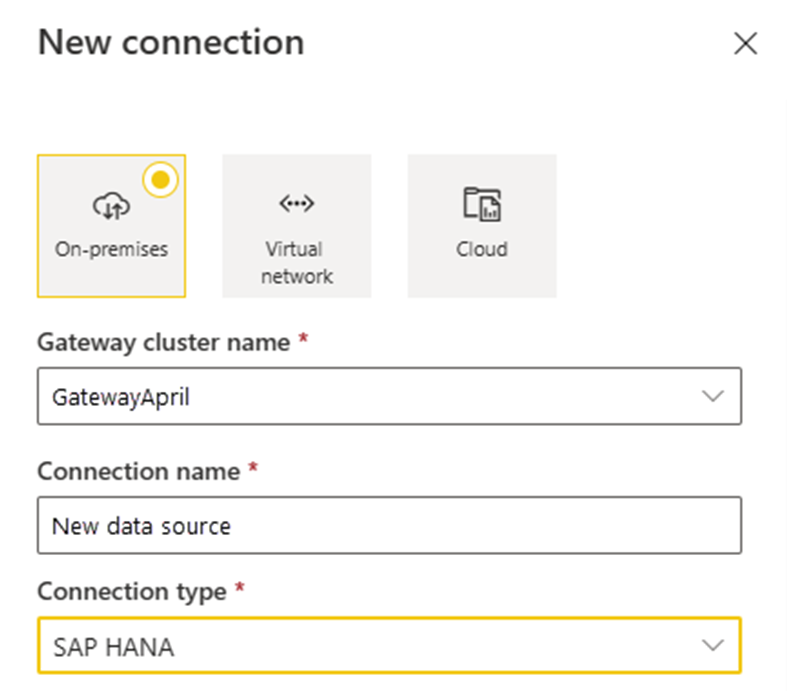 New connection
On-premises
Virtual
network
Cloud
Gateway cluster name *
GatewayApril
Connection name *
New data source
Connection type *
SAP HANA